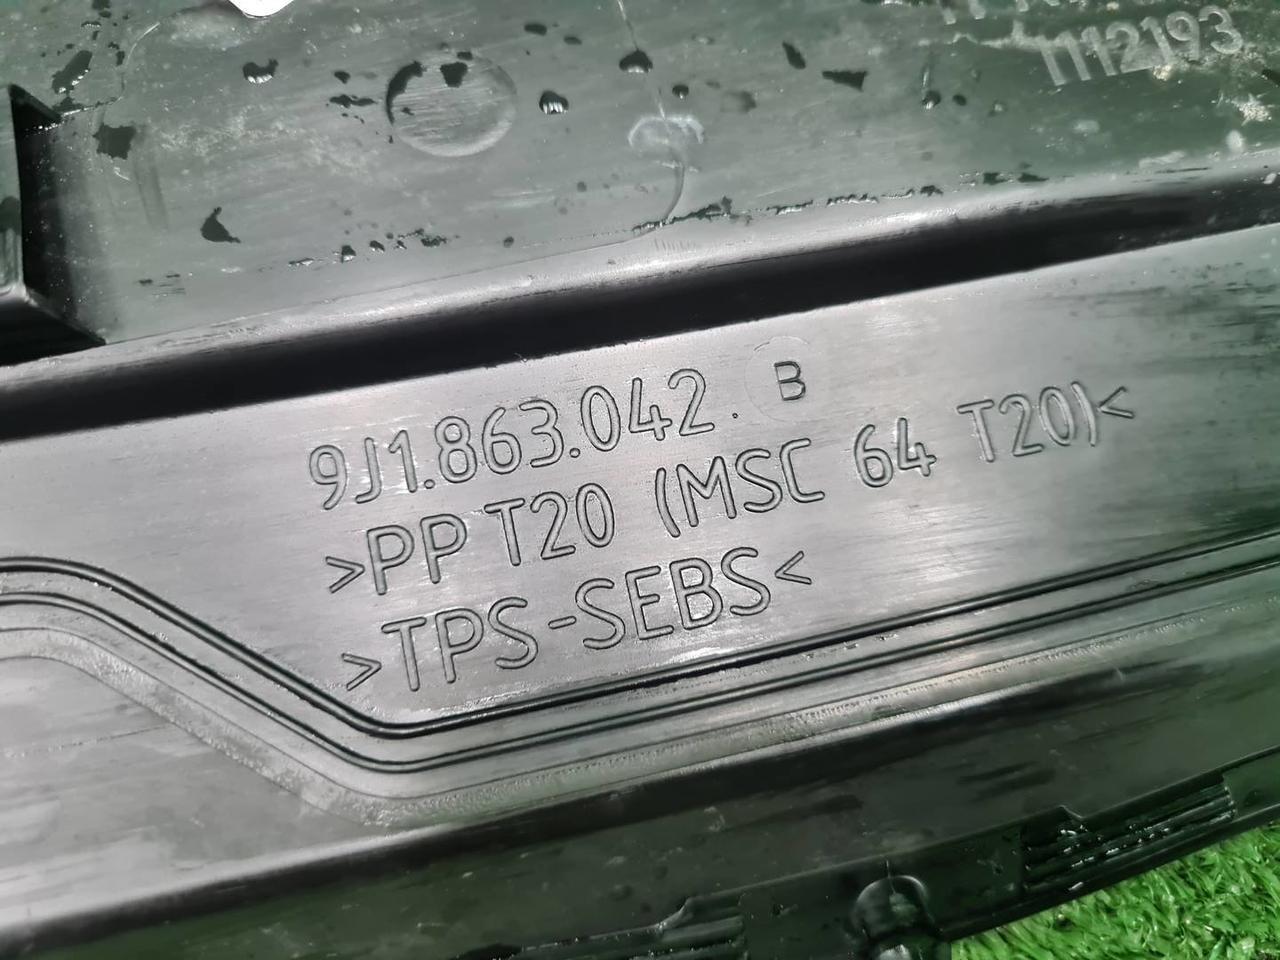 1112193
9J1.863.042. B
>PP T20 (MSC 64 T20)<
>TPS-SEBS<